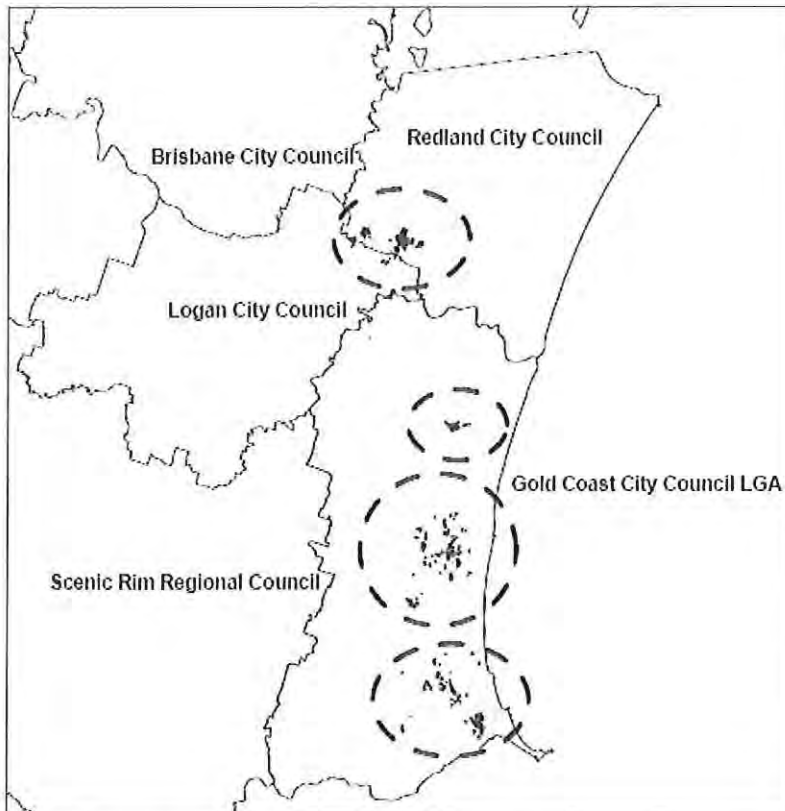 Redland City Council
Brisbane City Council
Logan City Council
Gold Coast City Council LGA
Scenic Rim Regional Council